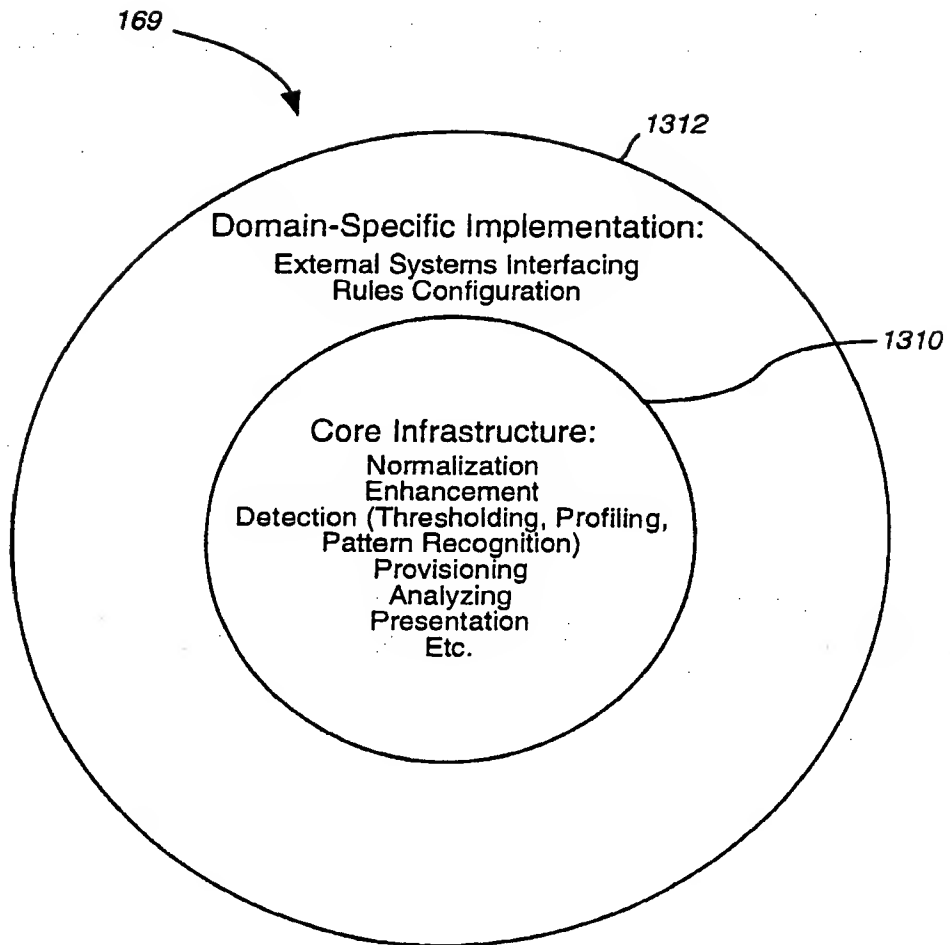 169
1312
Domain-Specific Implementation:
External Systems Interfacing
Rules Configuration
1310
Core Infrastructure:
Normalization
Enhancement
Detection (Thresholding, Profiling,
Pattern Recognition)
Provisioning
Analyzing
Presentation
Etc.